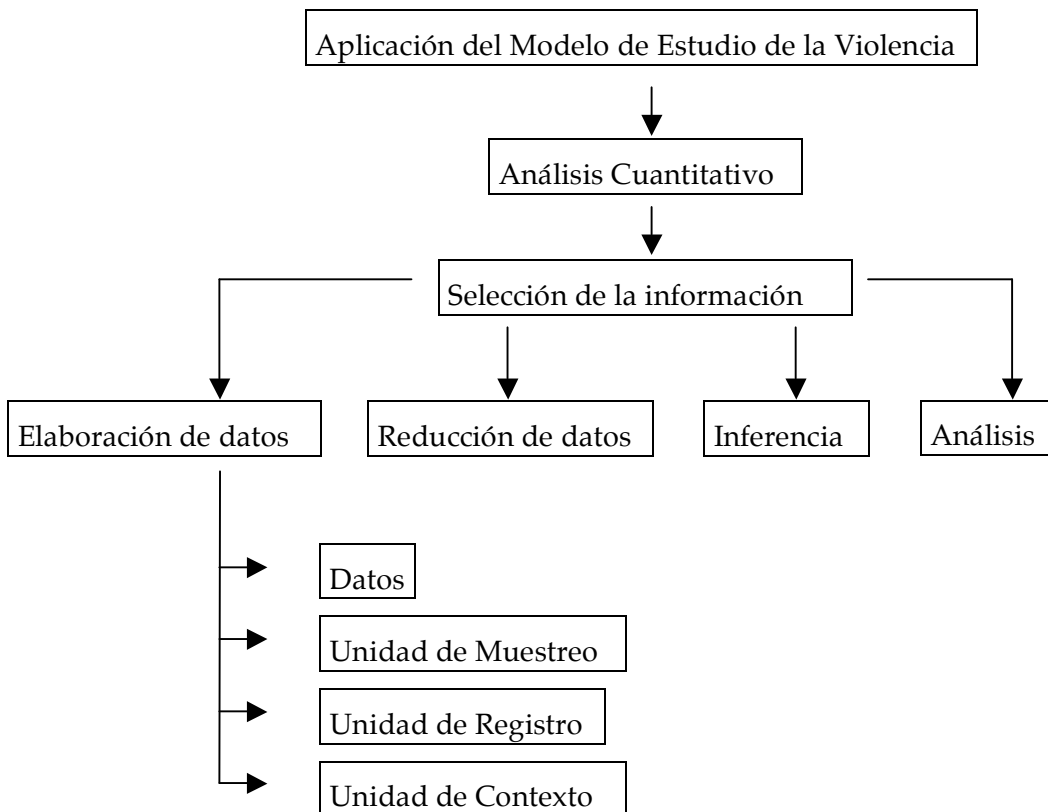 Aplicación del Modelo de Estudio de la Violencia
Análisis Cuantitativo
Selección de la información
Elaboración de datos
Reducción de datos
Inferencia
Análisis
Datos
Unidad de Muestreo
Unidad de Registro
Unidad de Contexto